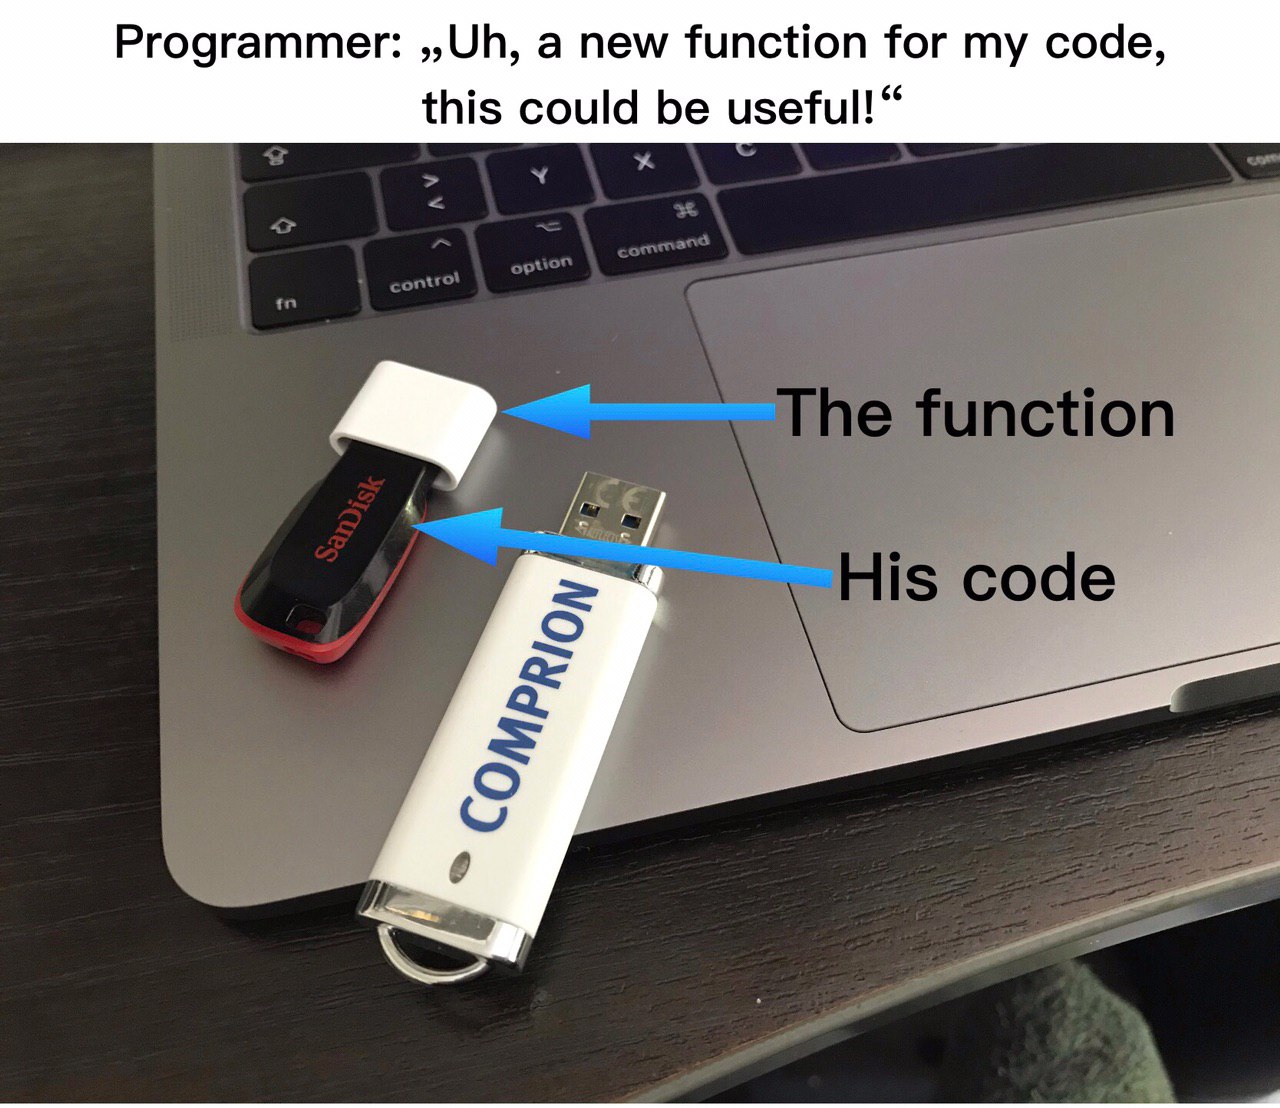 Programmer: „Uh, a new function for my code,
this could be useful!“
> Y X C
<
fn control option command
The function
SanDisk
CE
His code
COMPRION